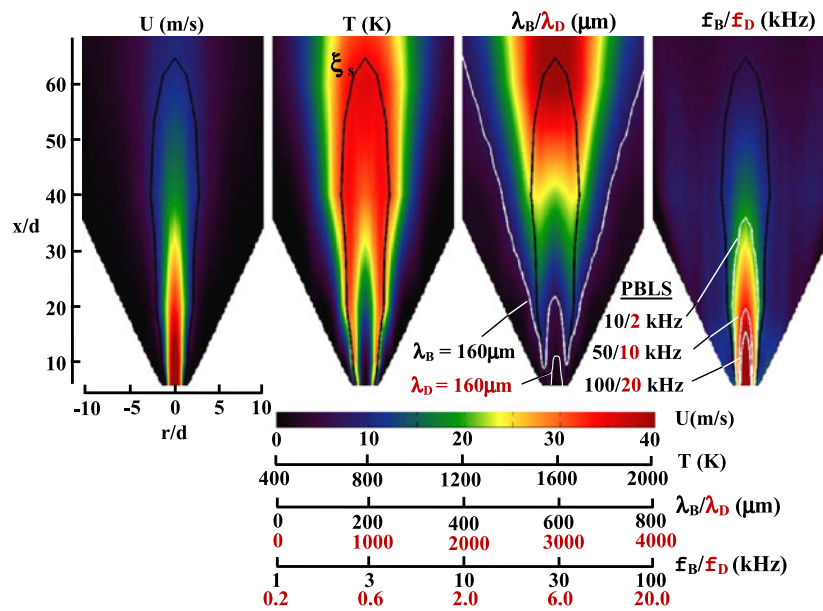 U (m/s) T (K) λB/λD (μm) fB/fD (kHz)
ξs
60
50
40
x/d
30
20
10
PBLS
10/2 kHz
50/10 kHz
100/20 kHz
λB = 160μm
λD = 160μm
-10 -5 0 5 10
r/d
0 10 20 30 40 U(m/s)
T (K)
400 800 1200 1600 2000
λB/λD (μm)
0 200 400 600 800
0 1000 2000 3000 4000
fB/fD (kHz)
1 3 10 30 100
0.2 0.6 2.0 6.0 20.0